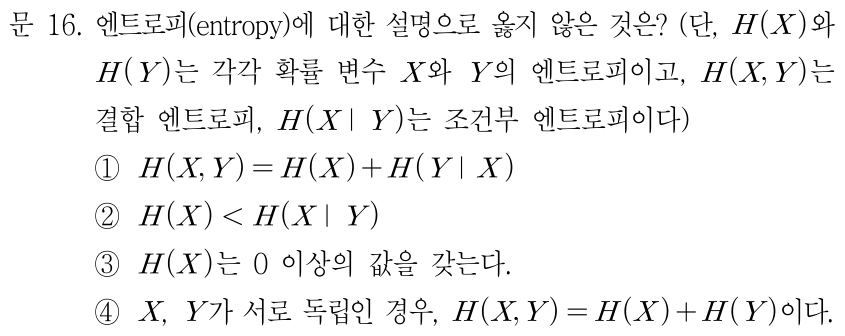 문 16. 엔트로피(entropy)에 대한 설명으로 옳지 않은 것은? (단, H(X)와
H(Y)는 각각 확률 변수 X와 Y의 엔트로피이고, H(X, Y)는
결합 엔트로피, H(X | Y)는 조건부 엔트로피이다)
① H(X, Y) = H(X) + H(Y | X)
② H(X) < H(X | Y)
③ H(X)는 0 이상의 값을 갖는다.
④ X, Y가 서로 독립인 경우, H(X, Y) = H(X) + H(Y)이다.